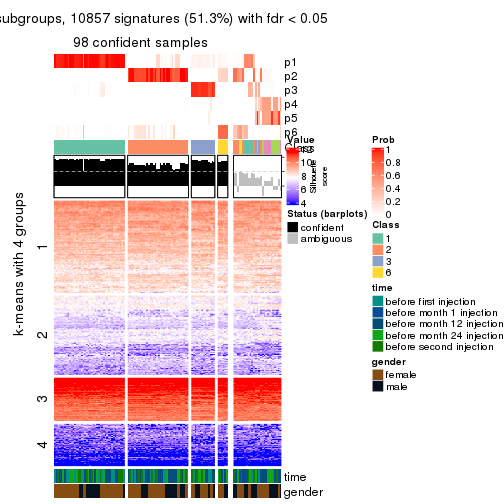 subgroups, 10857 signatures (51.3%) with fdr < 0.05
98 confident samples
p1
p2
p3
p4
p5
p6
Class
Silhouette
score
k-means with 4 groups
1
2
3
4
time
gender
Value
10
8
6
4
Status (barplots)
confident
ambiguous
Prob
1
0.8
0.6
0.4
0.2
0
Class
1
2
3
6
time
before first injection
before month 1 injection
before month 12 injection
before month 24 injection
before second injection
gender
female
male